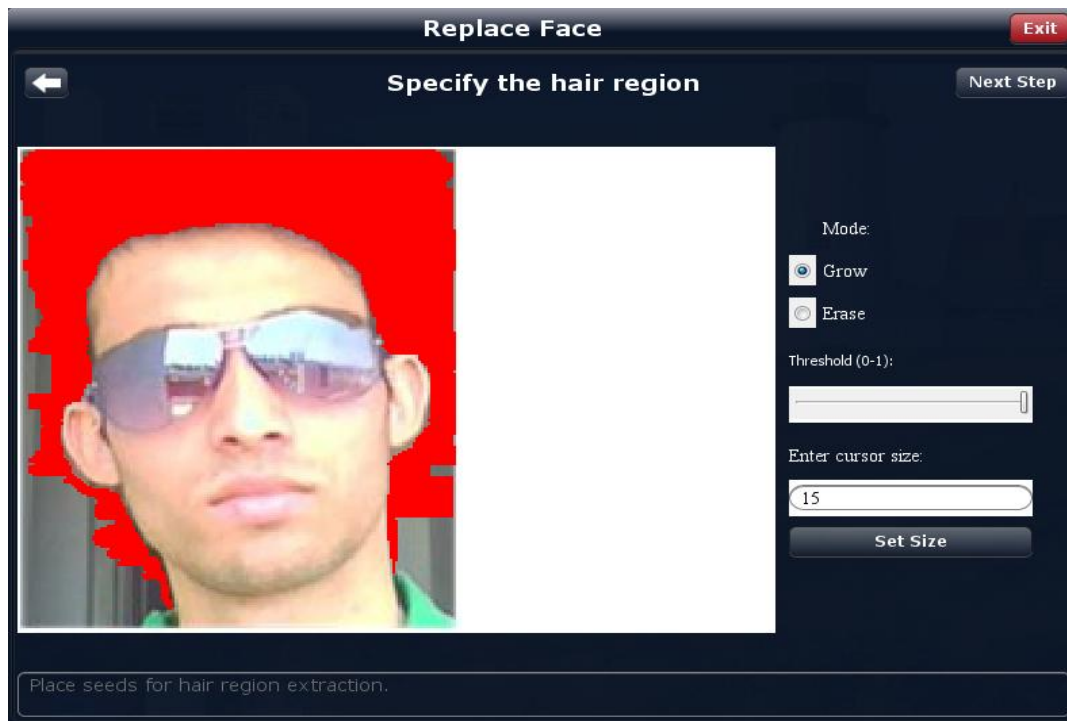 Replace Face
Exit
Specify the hair region
Next Step
Mode:
Grow
Erase
Threshold (0-1):
Enter cursor size:
15
Set Size
Place seeds for hair region extraction.